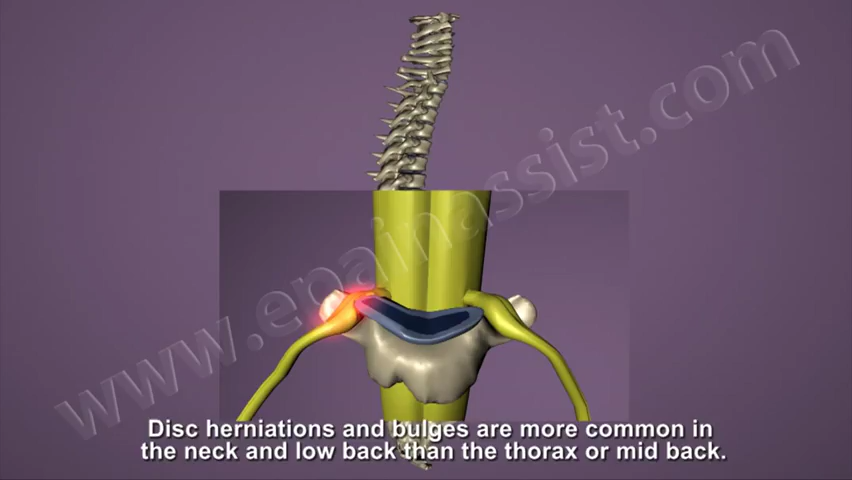 www.epainassist.com
Disc herniations and bulges are more common in
the neck and low back than the thorax or mid back.